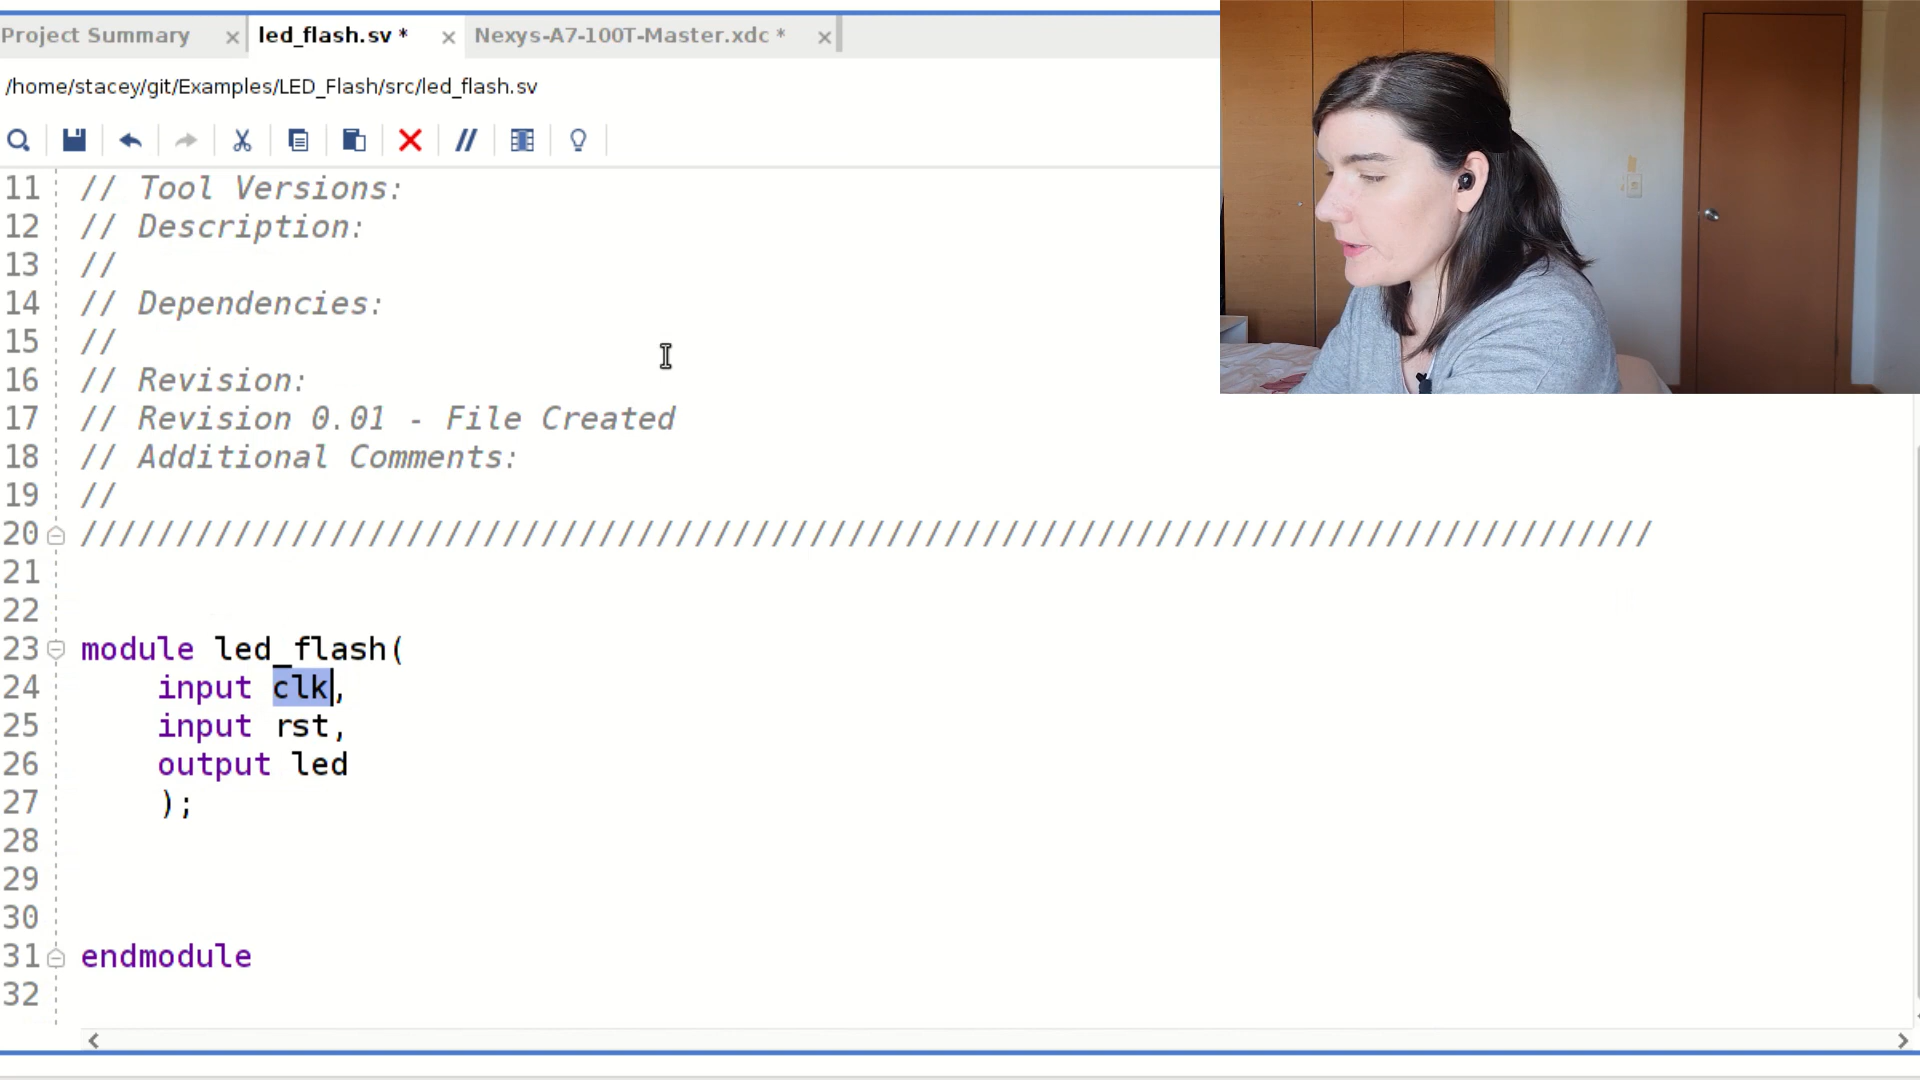 Project Summary × led_flash.sv * × Nexys-A7-100T-Master.xdc * ×
/home/stacey/git/Examples/LED_Flash/src/led_flash.sv
11 // Tool Versions:
12 // Description:
13 //
14 // Dependencies:
15 //
16 // Revision:
17 // Revision 0.01 - File Created
18 // Additional Comments:
19 //
20 //////////////////////////////////////////////////////////////////////////////////
21
22
23 module led_flash(
24 input clk,
25 input rst,
26 output led
27 );
28
29
30
31 endmodule
32